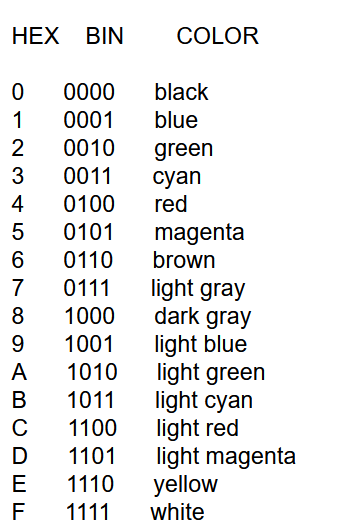 HEX BIN COLOR
0 0000 black
1 0001 blue
2 0010 green
3 0011 cyan
4 0100 red
5 0101 magenta
6 0110 brown
7 0111 light gray
8 1000 dark gray
9 1001 light blue
A 1010 light green
B 1011 light cyan
C 1100 light red
D 1101 light magenta
E 1110 yellow
F 1111 white